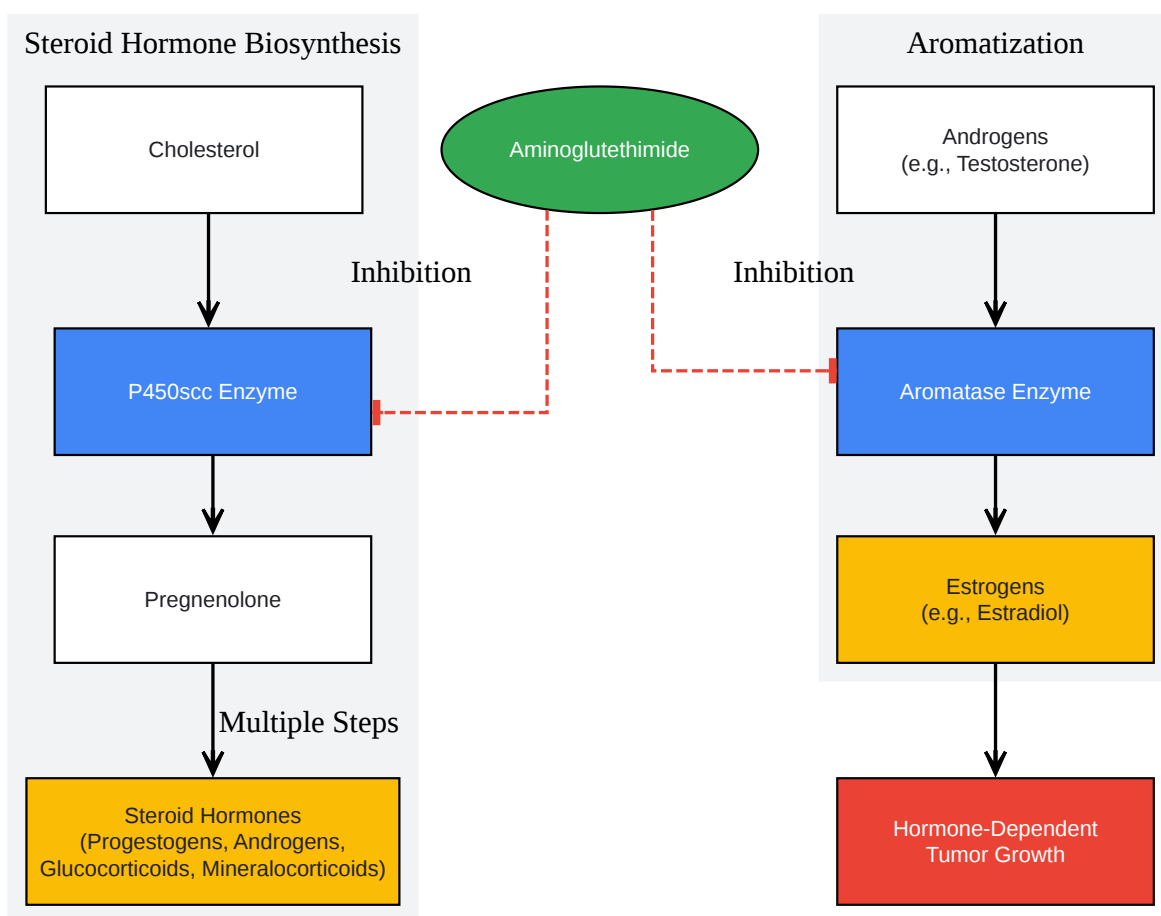 Steroid Hormone Biosynthesis
Aromatization
Cholesterol
Aminoglutethimide
Androgens
(e.g., Testosterone)
Inhibition
Inhibition
P450scc Enzyme
Aromatase Enzyme
Pregnenolone
Estrogens
(e.g., Estradiol)
Multiple Steps
Steroid Hormones
(Progestogens, Androgens,
Glucocorticoids, Mineralocorticoids)
Hormone-Dependent
Tumor Growth